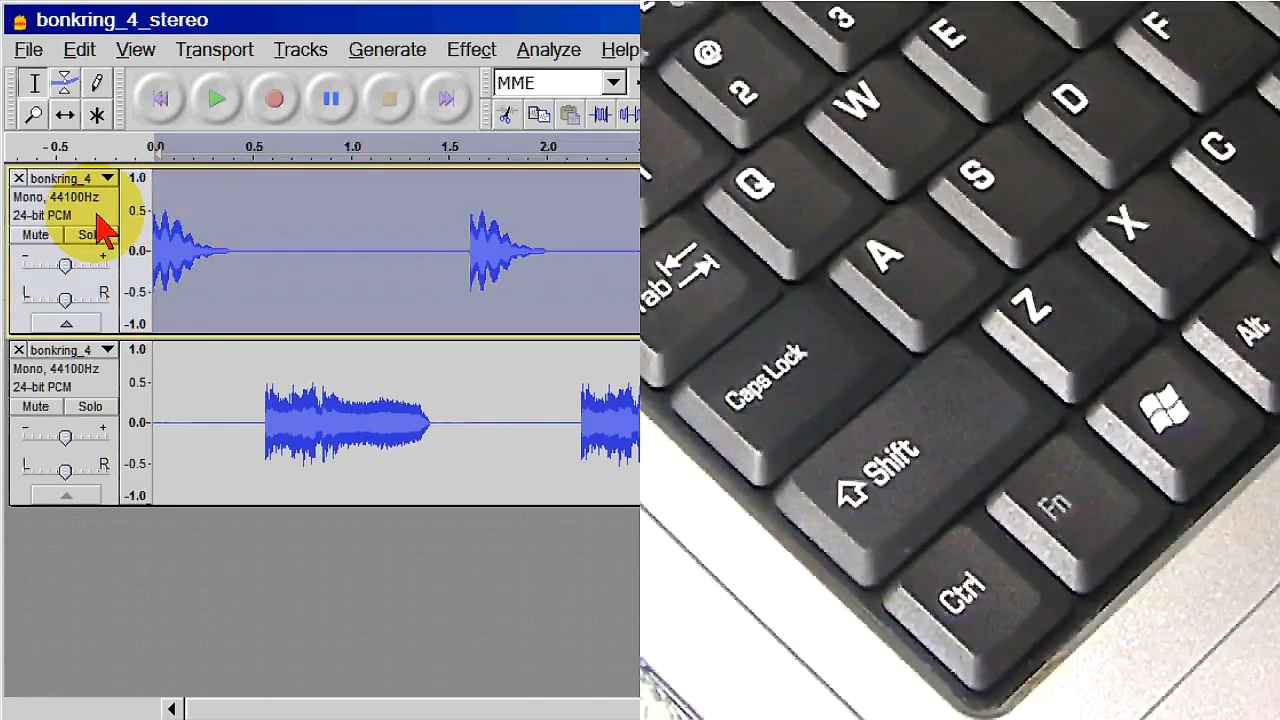 bonkring_4_stereo
File Edit View Transport Tracks Generate Effect Analyze Help
MME
-0.5 0.0 0.5 1.0 1.5 2.0
bonkring_4
Mono, 44100Hz
24-bit PCM
Mute Solo
- +
L R
1.0
0.5
0.0
-0.5
-1.0
bonkring_4
Mono, 44100Hz
24-bit PCM
Mute Solo
- +
L R
1.0
0.5
0.0
-0.5
-1.0
@ 2
3
W
E
F
Q
S
D
C
Tab
A
Z
X
Alt
Caps Lock
Shift
Fn
Ctrl